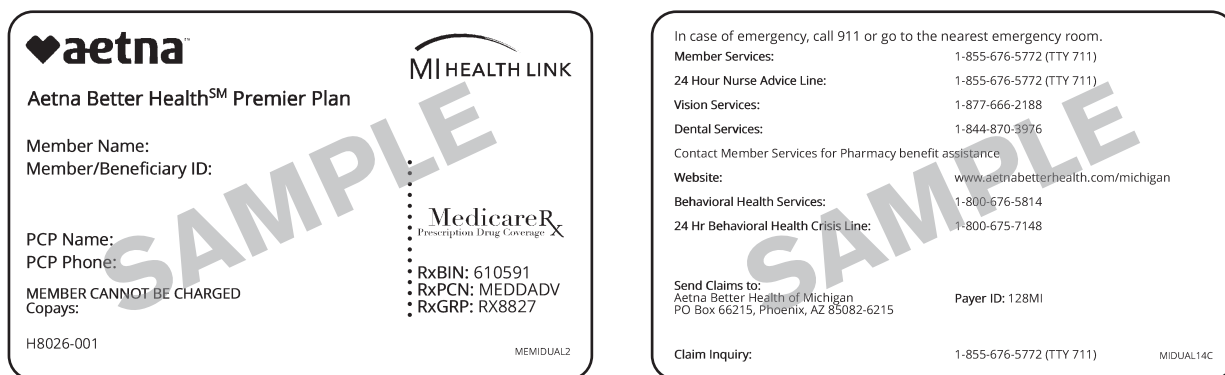 aetna™
MI HEALTH LINK
Aetna Better Health℠ Premier Plan
Member Name:
Member/Beneficiary ID:
MedicareRx
Prescription Drug Coverage
PCP Name:
PCP Phone:
RxBIN: 610591
RxPCN: MEDDADV
RxGRP: RX8827
MEMBER CANNOT BE CHARGED
Copays:
H8026-001
MEMIDUAL2
SAMPLE
In case of emergency, call 911 or go to the nearest emergency room.
Member Services: 1-855-676-5772 (TTY 711)
24 Hour Nurse Advice Line: 1-855-676-5772 (TTY 711)
Vision Services: 1-877-666-2188
Dental Services: 1-844-870-3976
Contact Member Services for Pharmacy benefit assistance
Website: www.aetnabetterhealth.com/michigan
Behavioral Health Services: 1-800-676-5814
24 Hr Behavioral Health Crisis Line: 1-800-675-7148
Send Claims to:
Aetna Better Health of Michigan
PO Box 66215, Phoenix, AZ 85082-6215
Payer ID: 128MI
Claim Inquiry: 1-855-676-5772 (TTY 711)
MIDUAL14C
SAMPLE